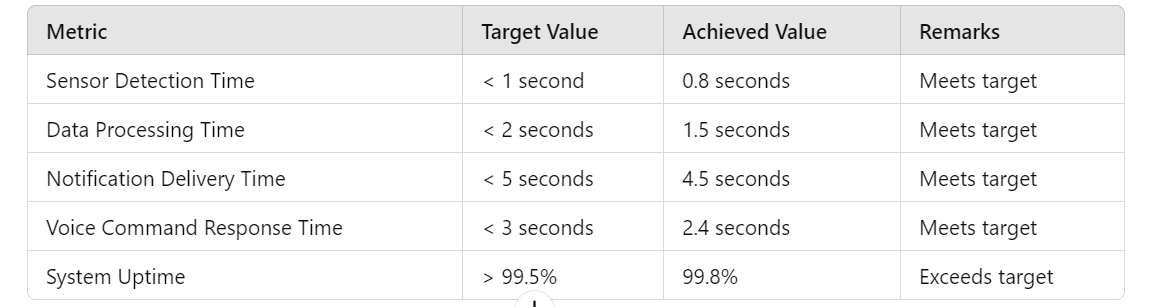 Metric Target Value Achieved Value Remarks
Sensor Detection Time < 1 second 0.8 seconds Meets target
Data Processing Time < 2 seconds 1.5 seconds Meets target
Notification Delivery Time < 5 seconds 4.5 seconds Meets target
Voice Command Response Time < 3 seconds 2.4 seconds Meets target
System Uptime > 99.5% 99.8% Exceeds target